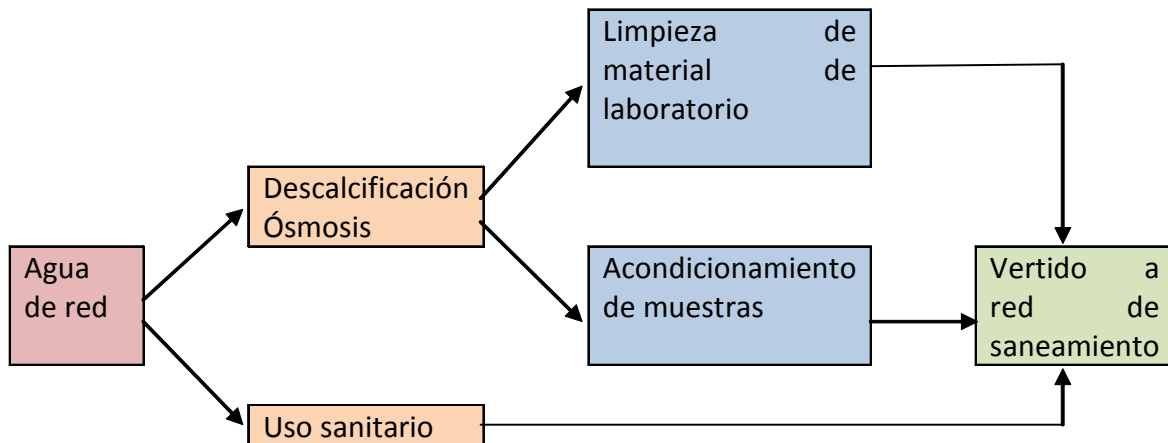 Limpieza de
material de
laboratorio
Descalcificación
Ósmosis
Agua
de red
Acondicionamiento
de muestras
Vertido a
red de
saneamiento
Uso sanitario